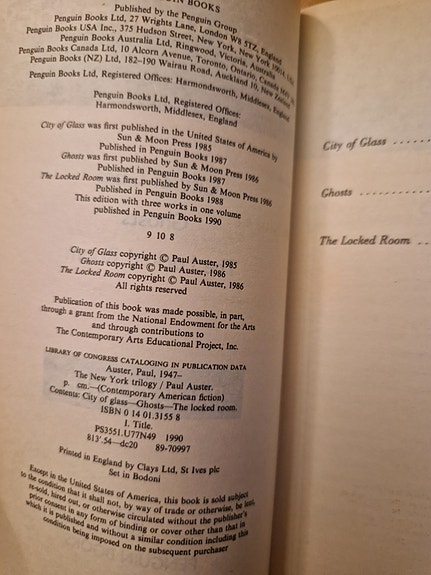 IN BOOKS
Published by the Penguin Group
Penguin Books Ltd, 27 Wrights Lane, London W8 5TZ, England
Penguin Books USA Inc., 375 Hudson Street, New York, New York 10014, USA
Penguin Books Australia Ltd, Ringwood, Victoria, Australia
Penguin Books Canada Ltd, 10 Alcorn Avenue, Toronto, Ontario, Canada
Penguin Books (NZ) Ltd, 182–190 Wairau Road, Auckland 10, New Zealand
Penguin Books Ltd, Registered Offices: Harmondsworth, Middlesex, England
Penguin Books Ltd, Registered Offices:
Harmondsworth, Middlesex, England
City of Glass was first published in the United States of America by
Sun & Moon Press 1985
Published in Penguin Books 1987
Ghosts was first published by Sun & Moon Press 1986
Published in Penguin Books 1987
The Locked Room was first published by Sun & Moon Press 1986
Published in Penguin Books 1988
This edition with three works in one volume
published in Penguin Books 1990
9 10 8
City of Glass copyright © Paul Auster, 1985
Ghosts copyright © Paul Auster, 1986
The Locked Room copyright © Paul Auster, 1986
All rights reserved
Publication of this book was made possible, in part,
through a grant from the National Endowment for the Arts
and through contributions to
The Contemporary Arts Educational Project, Inc.
LIBRARY OF CONGRESS CATALOGING IN PUBLICATION DATA
Auster, Paul, 1947–
The New York trilogy / Paul Auster.
p. cm.—(Contemporary American fiction)
Contents: City of glass—Ghosts—The locked room.
ISBN 0 14 01.3155 8
I. Title.
PS3551.U77N49 1990
813'.54—dc20 89-70997
Printed in England by Clays Ltd, St Ives plc
Set in Bodoni
Except in the United States of America, this book is sold subject
to the condition that it shall not, by way of trade or otherwise, be lent,
re-sold, hired out, or otherwise circulated without the publisher's
prior consent in any form of binding or cover other than that in
which it is published and without a similar condition including this
condition being imposed on the subsequent purchaser
City of Glass ......
Ghosts ..........
The Locked Room ..